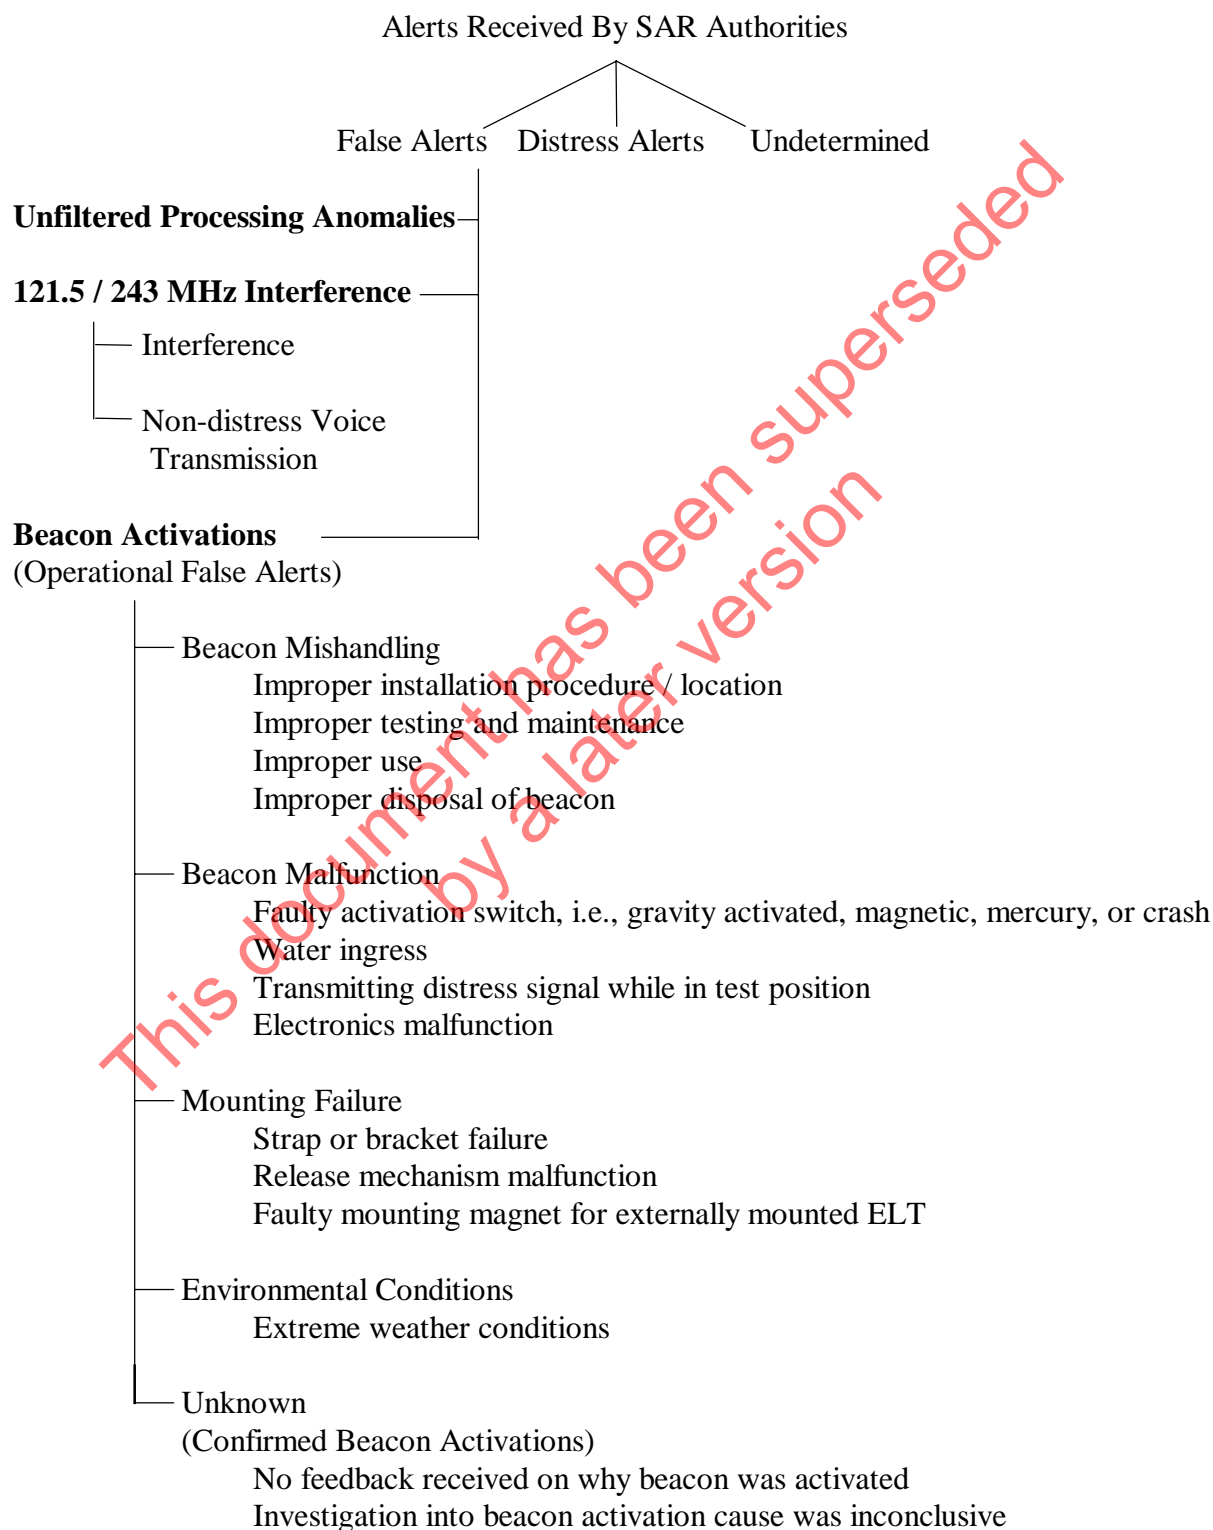 Alerts Received By SAR Authorities
False Alerts Distress Alerts Undetermined
Unfiltered Processing Anomalies
121.5 / 243 MHz Interference
Interference
Non-distress Voice
Transmission
Beacon Activations
(Operational False Alerts)
Beacon Mishandling
Improper installation procedure / location
Improper testing and maintenance
Improper use
Improper disposal of beacon
Beacon Malfunction
Faulty activation switch, i.e., gravity activated, magnetic, mercury, or crash
Water ingress
Transmitting distress signal while in test position
Electronics malfunction
Mounting Failure
Strap or bracket failure
Release mechanism malfunction
Faulty mounting magnet for externally mounted ELT
Environmental Conditions
Extreme weather conditions
Unknown
(Confirmed Beacon Activations)
No feedback received on why beacon was activated
Investigation into beacon activation cause was inconclusive
This document has been superseded
by a later version